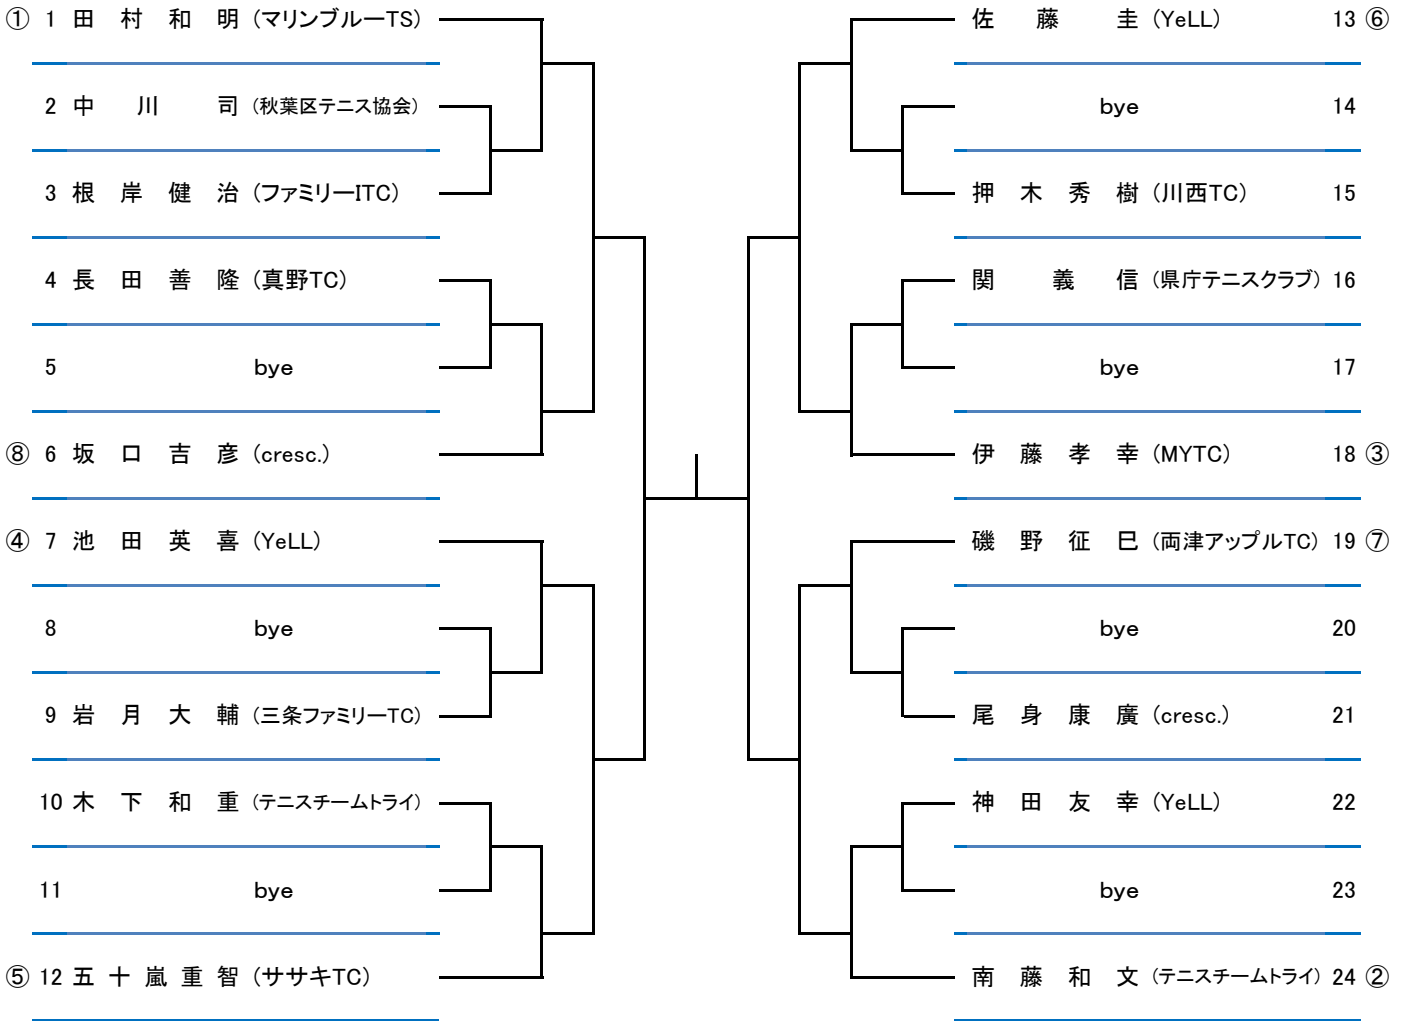 ① 1 田村和明 (マリンブルーTS)
2 中川司 (秋葉区テニス協会)
3 根岸健治 (ファミリーITC)
4 長田善隆 (真野TC)
5 bye
⑧ 6 坂口吉彦 (cresc.)
④ 7 池田英喜 (YeLL)
8 bye
9 岩月大輔 (三条ファミリーTC)
10 木下和重 (テニスチームトライ)
11 bye
⑤ 12 五十嵐重智 (ササキTC)
佐藤圭 (YeLL) 13 ⑥
bye 14
押木秀樹 (川西TC) 15
関義信 (県庁テニスクラブ) 16
bye 17
伊藤孝幸 (MYTC) 18 ③
磯野征巳 (両津アップルTC) 19 ⑦
bye 20
尾身康廣 (cresc.) 21
神田友幸 (YeLL) 22
bye 23
南藤和文 (テニスチームトライ) 24 ②